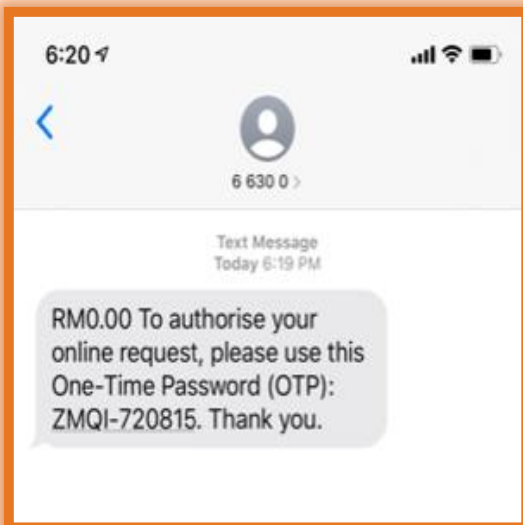 6:20
6 630 0 >
Text Message
Today 6:19 PM
RM0.00 To authorise your
online request, please use this
One-Time Password (OTP):
ZMQI-720815. Thank you.